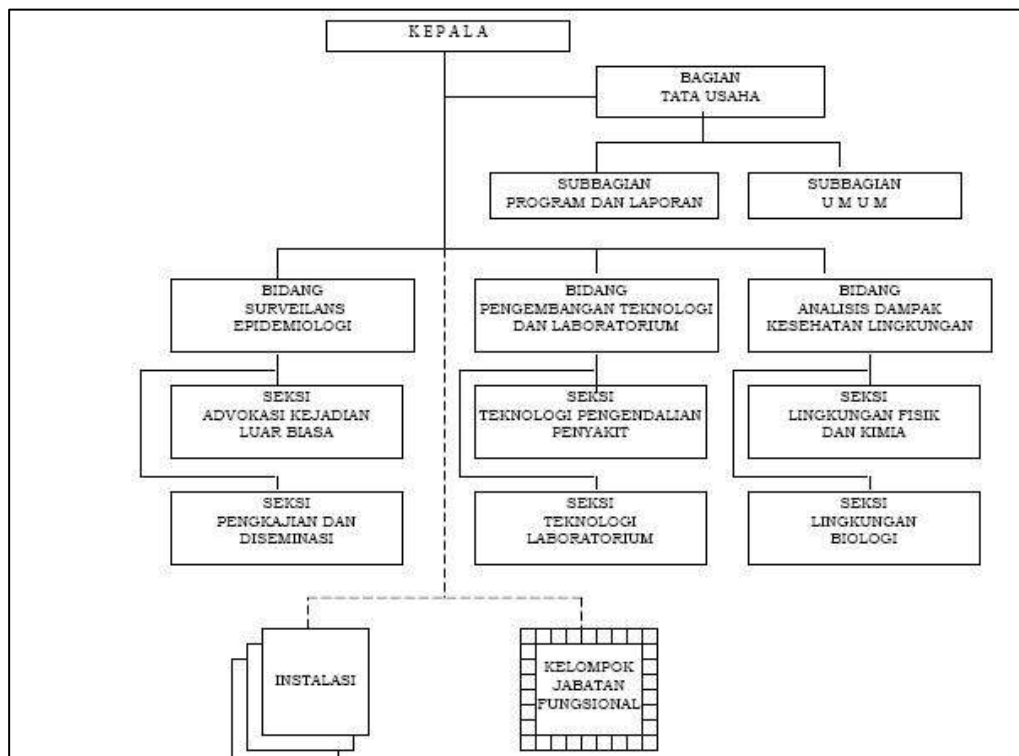 K E P A L A
BAGIAN
TATA USAHA
SUBBAGIAN
PROGRAM DAN LAPORAN
SUBBAGIAN
U M U M
BIDANG
SURVEILANS
EPIDEMIOLOGI
BIDANG
PENGEMBANGAN TEKNOLOGI
DAN LABORATORIUM
BIDANG
ANALISIS DAMPAK
KESEHATAN LINGKUNGAN
SEKSI
ADVOKASI KEJADIAN
LUAR BIASA
SEKSI
TEKNOLOGI PENGENDALIAN
PENYAKIT
SEKSI
LINGKUNGAN FISIK
DAN KIMIA
SEKSI
PENGKAJIAN DAN
DISEMINASI
SEKSI
TEKNOLOGI
LABORATORIUM
SEKSI
LINGKUNGAN
BIOLOGI
INSTALASI
KELOMPOK
JABATAN
FUNGSIONAL